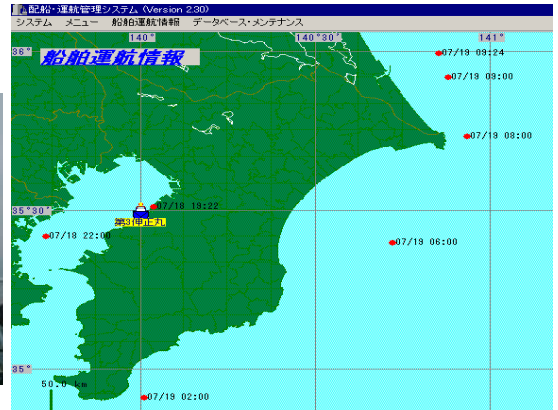 配船・運航管理システム (Version 2.30)
システム メニュー 船舶運航情報 データベース・メンテナンス
140° 140°30' 141°
36°
船舶運航情報
07/19 09:24
07/19 09:00
07/19 08:00
07/18 19:22
35°30'
第31伸正丸
07/18 22:00
07/19 06:00
35°
50.0 km
07/19 02:00